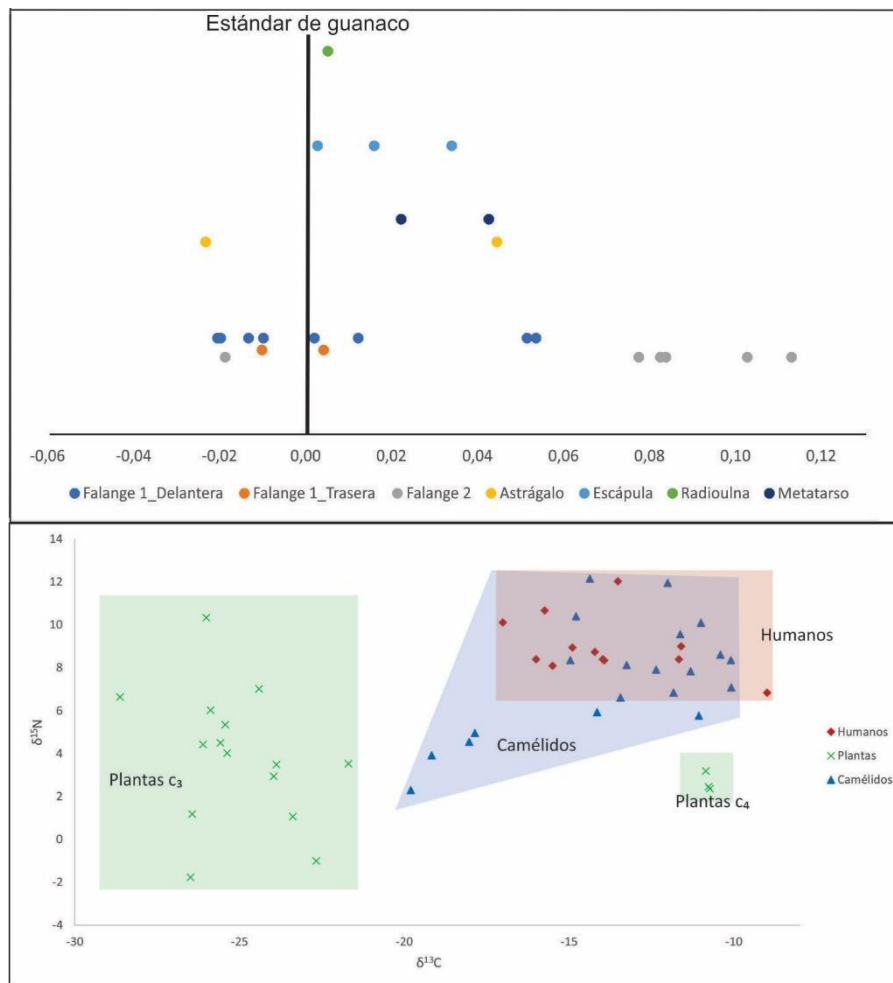 Estándar de guanaco
-0,06 -0,04 -0,02 0,00 0,02 0,04 0,06 0,08 0,10 0,12
Falange 1_Delantera Falange 1_Trasera Falange 2 Astrágalo Escápula Radioulna Metatarso
δ¹⁵N
14
12
10
8
6
4
2
0
-2
-4
-30 -25 -20 -15 -10
δ¹³C
Plantas c₃
Camélidos
Humanos
Plantas c₄
Humanos
Plantas
Camélidos